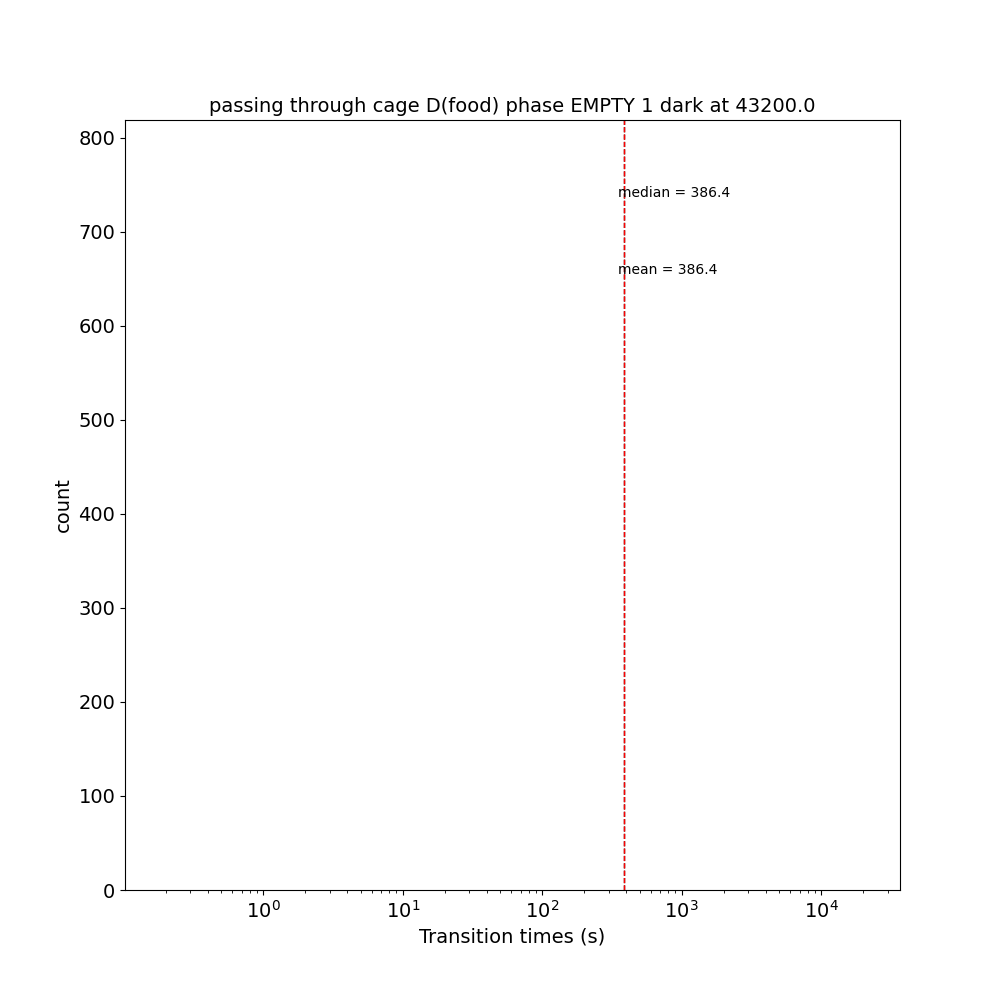 passing through cage D(food) phase EMPTY 1 dark at 43200.0
800
median = 386.4
700
mean = 386.4
600
500
count
400
300
200
100
0
10^0 10^1 10^2 10^3 10^4
Transition times (s)